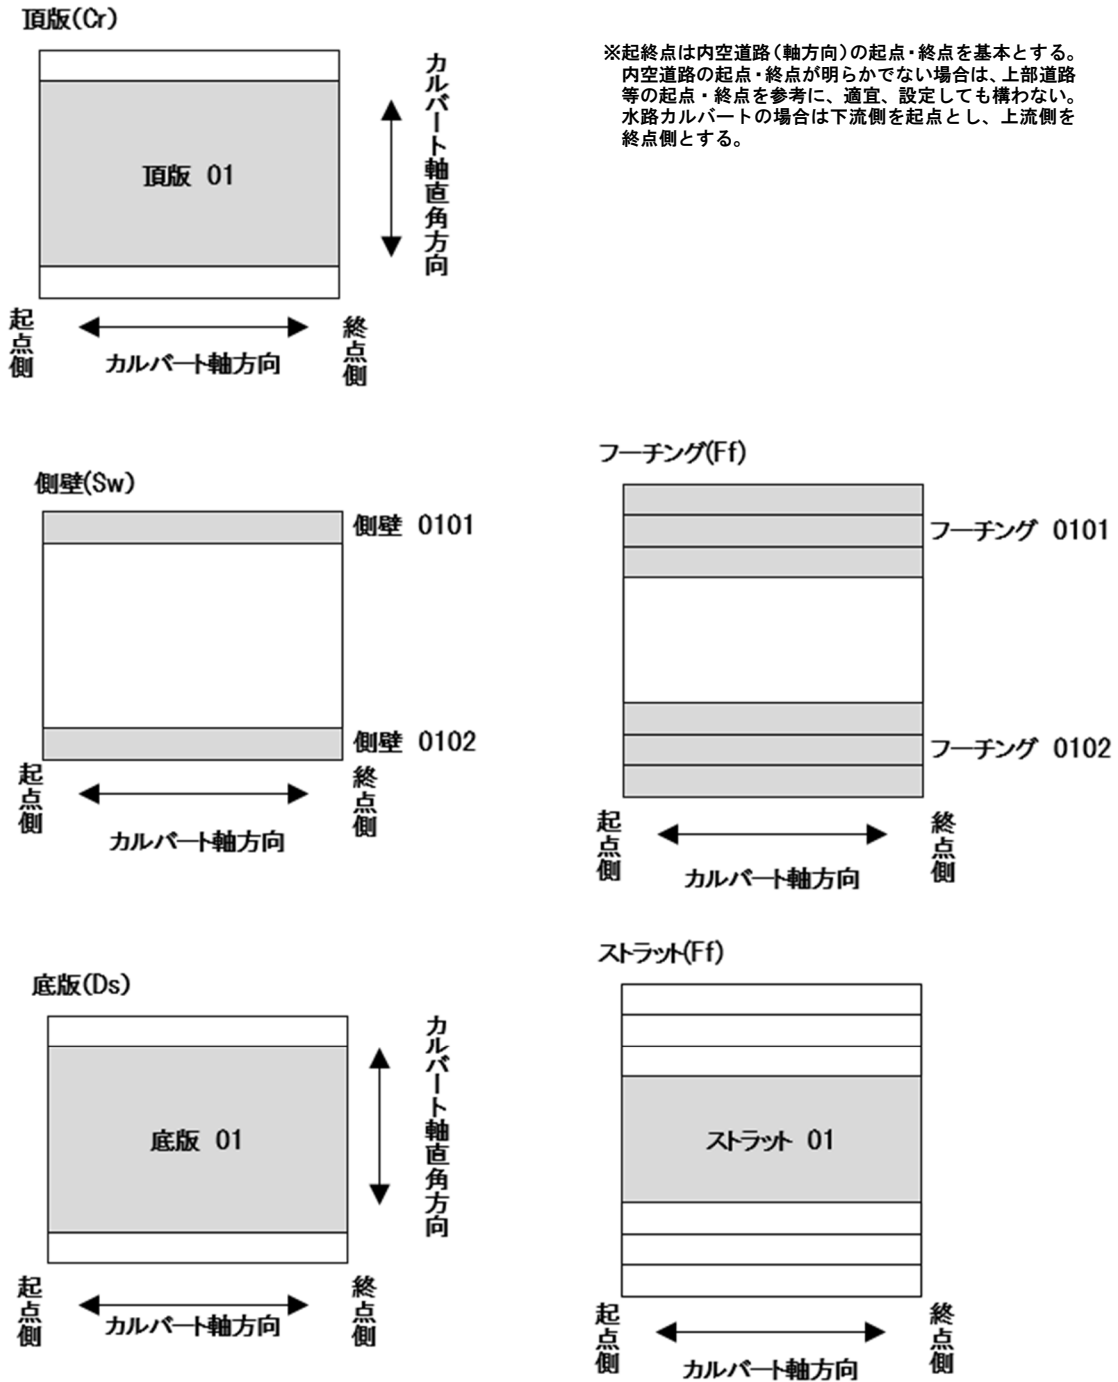 頂版(Cr)
頂版 01
カルバート軸直角方向
起点側
カルバート軸方向
終点側
※起終点は内空道路(軸方向)の起点・終点を基本とする。
内空道路の起点・終点が明らかでない場合は、上部道路
等の起点・終点を参考に、適宜、設定しても構わない。
水路カルバートの場合は下流側を起点とし、上流側を
終点側とする。
側壁(Sw)
側壁 0101
側壁 0102
起点側
カルバート軸方向
終点側
フーチング(Ff)
フーチング 0101
フーチング 0102
起点側
カルバート軸方向
終点側
底版(Ds)
底版 01
カルバート軸直角方向
起点側
カルバート軸方向
終点側
ストラット(Ff)
ストラット 01
起点側
カルバート軸方向
終点側